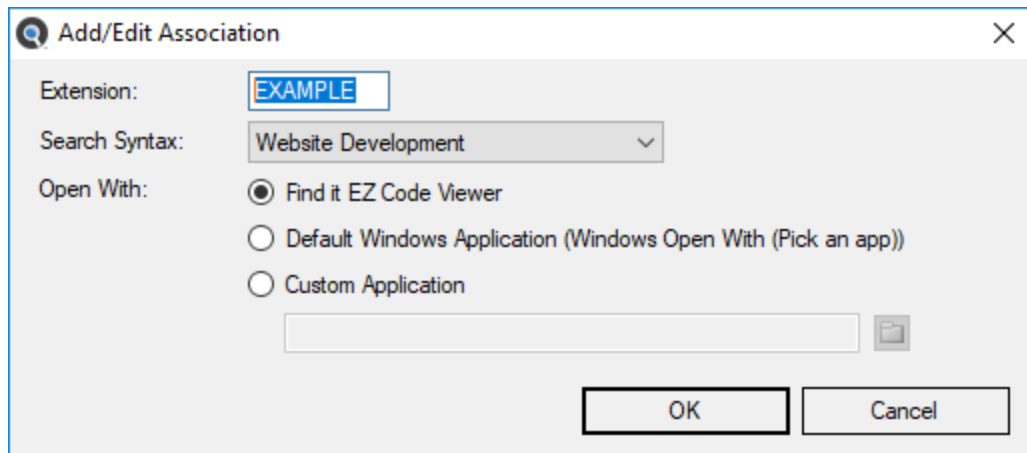 Add/Edit Association
Extension: EXAMPLE
Search Syntax: Website Development
Open With: Find it EZ Code Viewer
Default Windows Application (Windows Open With (Pick an app))
Custom Application
OK Cancel